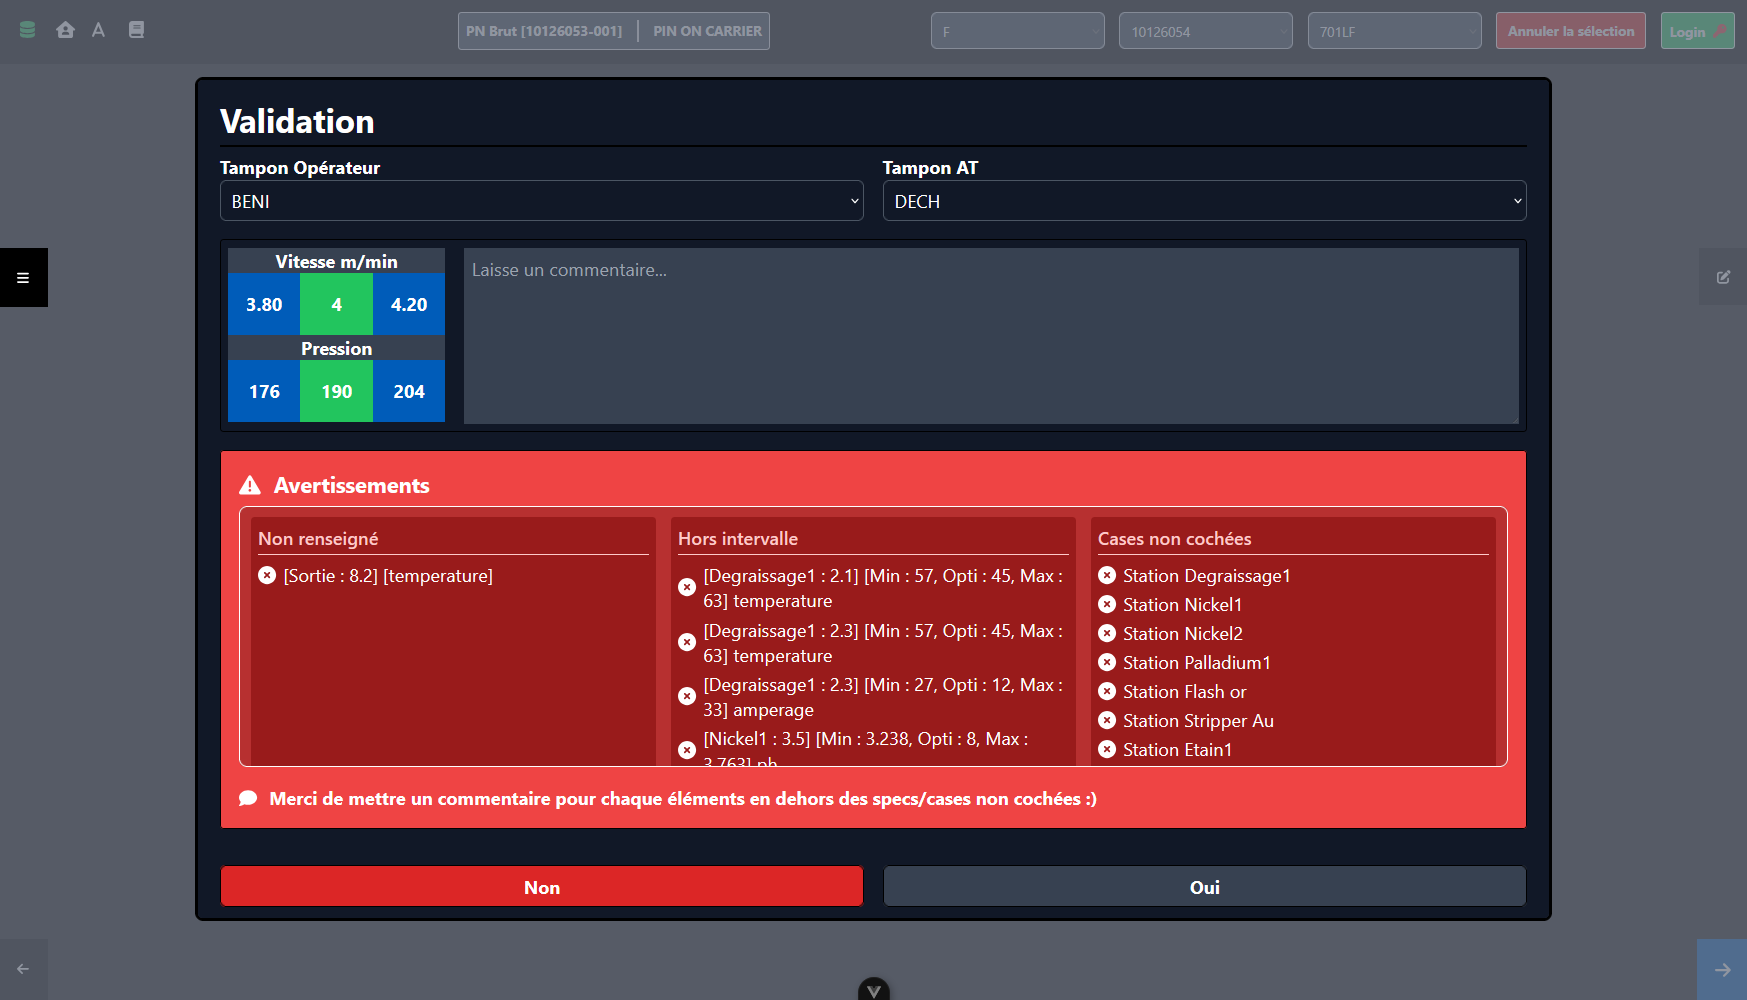 PN Brut [10126053-001] PIN ON CARRIER
F
10126054
701LF
Annuler la sélection
Login
Validation
Tampon Opérateur
BENI
Tampon AT
DECH
Vitesse m/min
3.80 4 4.20
Pression
176 190 204
Laisse un commentaire...
Avertissements
Non renseigné
[Sortie : 8.2] [temperature]
Hors intervalle
[Degraissage1 : 2.1] [Min : 57, Opti : 45, Max :
63] temperature
[Degraissage1 : 2.3] [Min : 57, Opti : 45, Max :
63] temperature
[Degraissage1 : 2.3] [Min : 27, Opti : 12, Max :
33] amperage
[Nickel1 : 3.5] [Min : 3.238, Opti : 8, Max :
3.763] ph
Cases non cochées
Station Degraissage1
Station Nickel1
Station Nickel2
Station Palladium1
Station Flash or
Station Stripper Au
Station Etain1
Merci de mettre un commentaire pour chaque éléments en dehors des specs/cases non cochées :)
Non
Oui